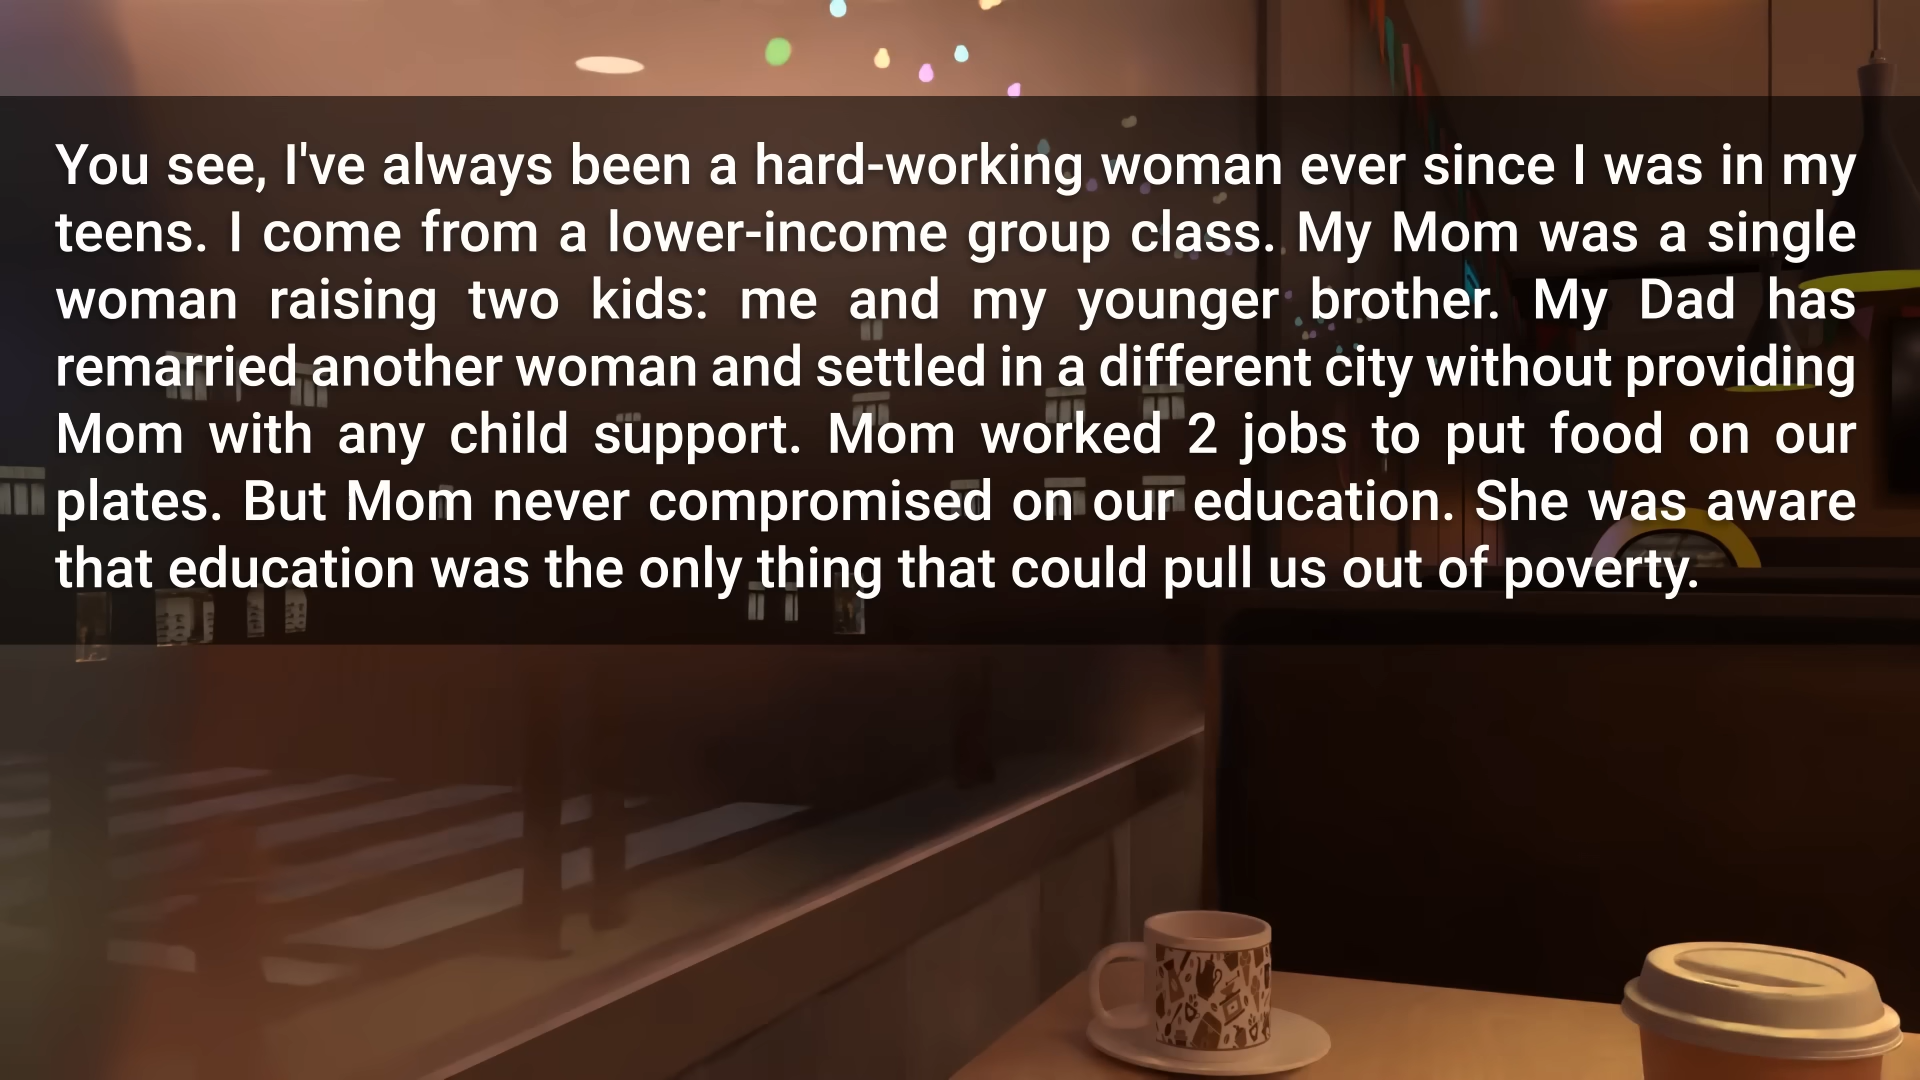 You see, I've always been a hard-working woman ever since I was in my
teens. I come from a lower-income group class. My Mom was a single
woman raising two kids: me and my younger brother. My Dad has
remarried another woman and settled in a different city without providing
Mom with any child support. Mom worked 2 jobs to put food on our
plates. But Mom never compromised on our education. She was aware
that education was the only thing that could pull us out of poverty.